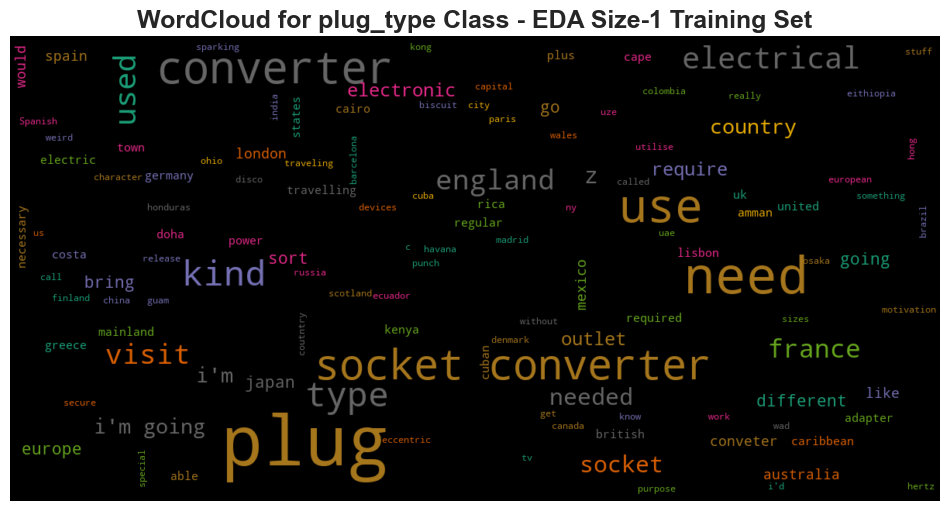 WordCloud for plug_type Class - EDA Size-1 Training Set
would
spain
used
sparking
converter
kong
electronic
capital
plus
cape
electrical
stuff
india
states
cairo
biscuit
city
paris
go
uze
colombia
really
eithiopia
Spanish
weird
town
electric
ohio
london
traveling
barcelona
wales
utilise
country
hong
character
germany
disco
travelling
england
z
called
require
european
something
cuba
necessary
us
honduras
devices
rica
regular
ny
use
uk
amman
united
brazil
costa
doha
power
sort
c
havana
madrid
uae
lisbon
osaka
going
release
russia
punch
call
bring
kind
scotland
ecuador
mexico
need
finland
china
guam
motivation
mainland
coutntry
kenya
without
required
sizes
greece
visit
socket
cuban
denmark
converter
outlet
france
i'm
japan
type
needed
different
like
secure
get
know
work
adapter
i'm going
plug
eccentric
canada
british
wad
conveter
caribbean
europe
special
able
tv
socket
australia
purpose
i'd
hertz